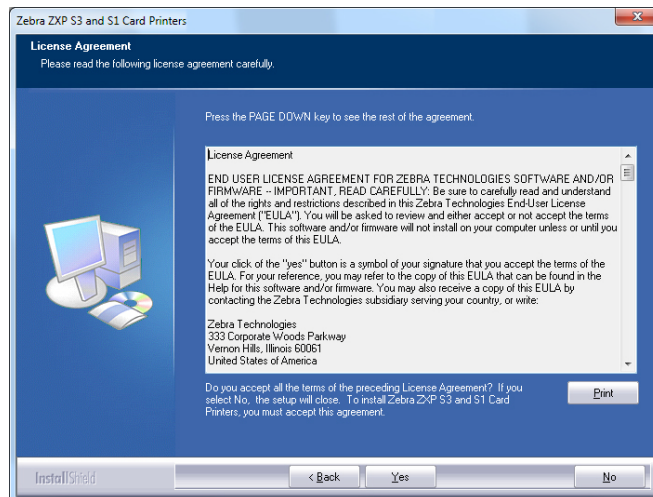 Zebra ZXP S3 and S1 Card Printers
License Agreement
Please read the following license agreement carefully.
Press the PAGE DOWN key to see the rest of the agreement.
License Agreement
END USER LICENSE AGREEMENT FOR ZEBRA TECHNOLOGIES SOFTWARE AND/OR
FIRMWARE -- IMPORTANT, READ CAREFULLY: Be sure to carefully read and understand
all of the rights and restrictions described in this Zebra Technologies End-User License
Agreement ("EULA"). You will be asked to review and either accept or not accept the terms
of the EULA. This software and/or firmware will not install on your computer unless or until you
accept the terms of this EULA.
Your click of the "yes" button is a symbol of your signature that you accept the terms of the
EULA. For your reference, you may refer to the copy of this EULA that can be found in the
Help for this software and/or firmware. You may also receive a copy of this EULA by
contacting the Zebra Technologies subsidiary serving your country, or write:
Zebra Technologies
333 Corporate Woods Parkway
Vernon Hills, Illinois 60061
United States of America
Do you accept all the terms of the preceding License Agreement? If you
select No, the setup will close. To install Zebra ZXP S3 and S1 Card
Printers, you must accept this agreement.
Print
InstallShield
< Back
Yes
No